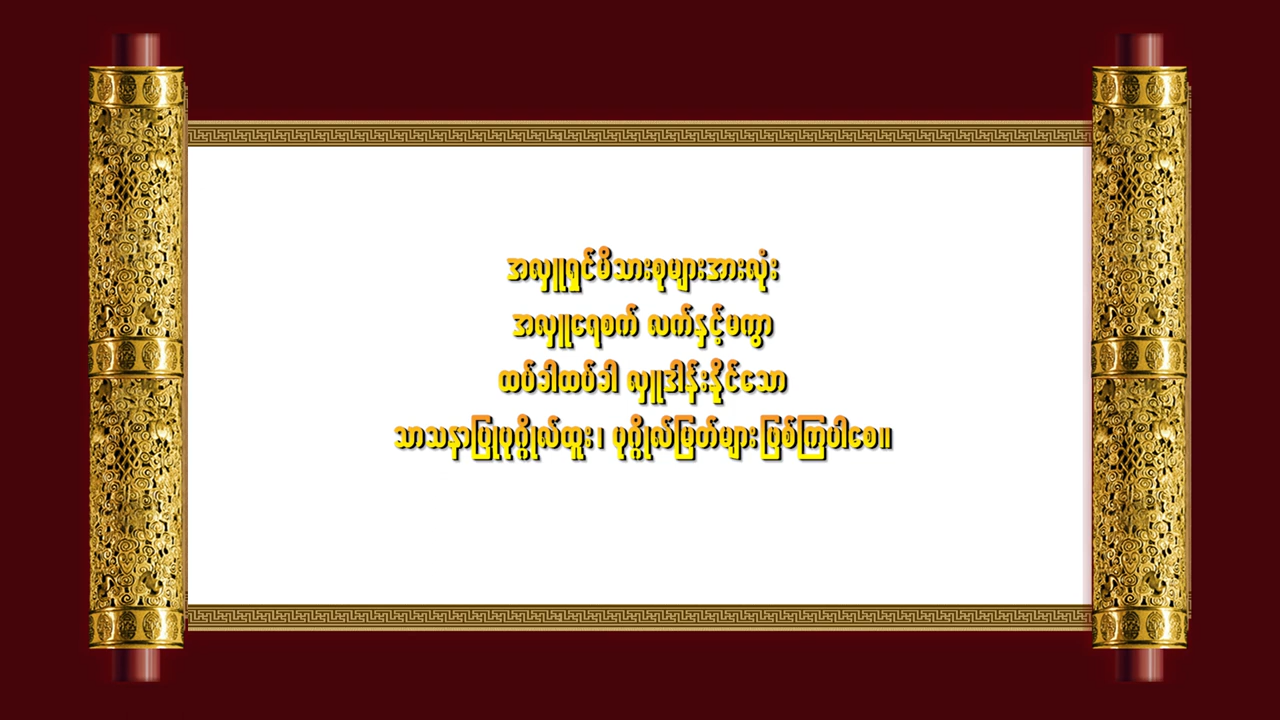 အလှူရှင်မိသားစုများအားလုံး
အလှူရေစက် လက်နှင့်မကွာ
ထပ်ခါထပ်ခါ လှူဒါန်းနိုင်သော
သာသနာပြုပုဂ္ဂိုလ်ထူး၊ ပုဂ္ဂိုလ်မြတ်များ ဖြစ်ကြပါစေ။